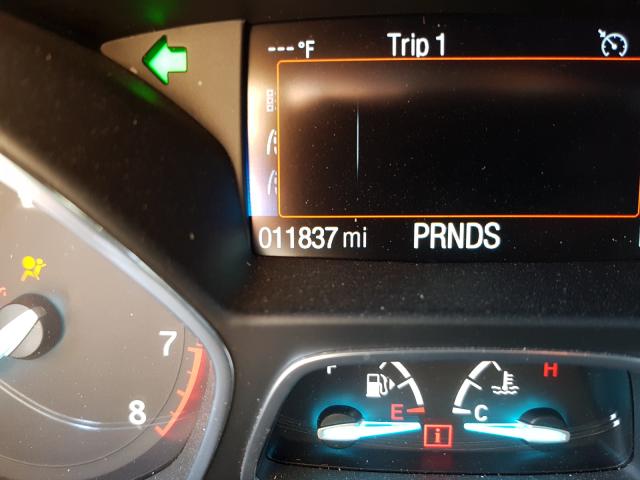 ---°F Trip 1
011837 mi PRNDS
7
8
F H
E C
i